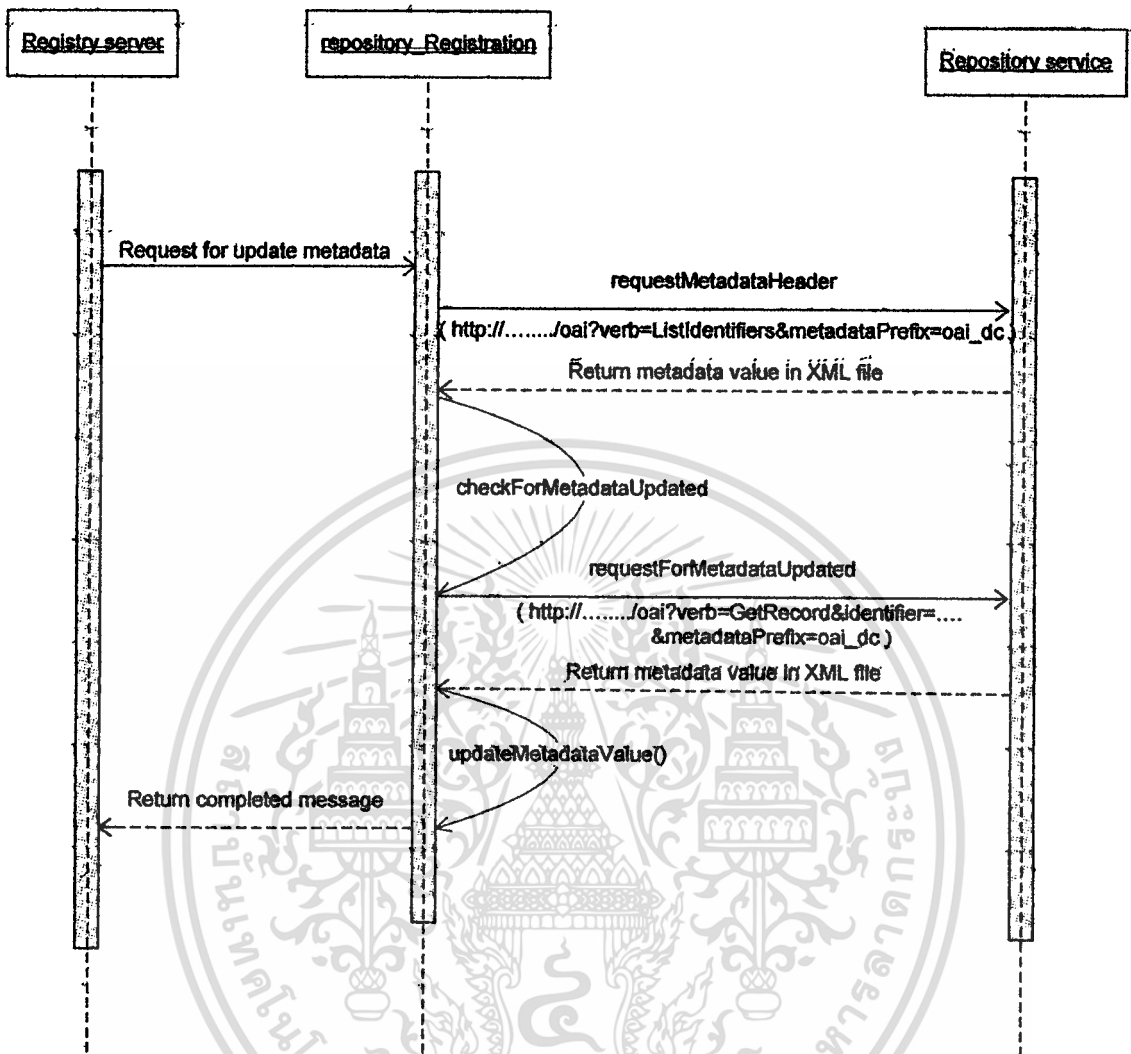 Registry server
repository_Registration
Repository service
Request for update metadata
requestMetadataHeader
( http://......../oai?verb=ListIdentifiers&metadataPrefix=oai_dc )
Return metadata value in XML file
checkForMetadataUpdated
requestForMetadataUpdated
( http://......../oai?verb=GetRecord&identifier=....
&metadataPrefix=oai_dc )
Return metadata value in XML file
updateMetadataValue()
Return completed message